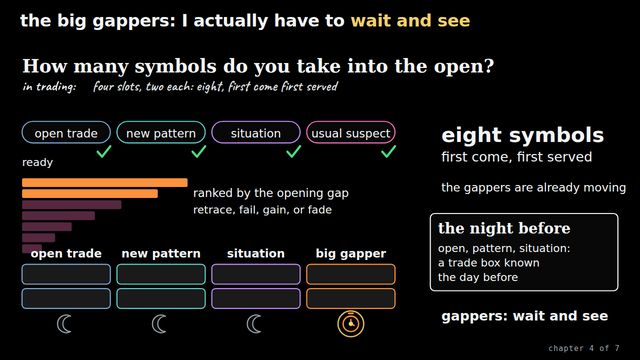 the big gappers: I actually have to wait and see
How many symbols do you take into the open?
in trading: four slots, two each: eight, first come first served
open trade new pattern situation usual suspect
ready
ranked by the opening gap
retrace, fail, gain, or fade
open trade new pattern situation big gapper
eight symbols
first come, first served
the gappers are already moving
the night before
open, pattern, situation:
a trade box known
the day before
gappers: wait and see
chapter 4 of 7